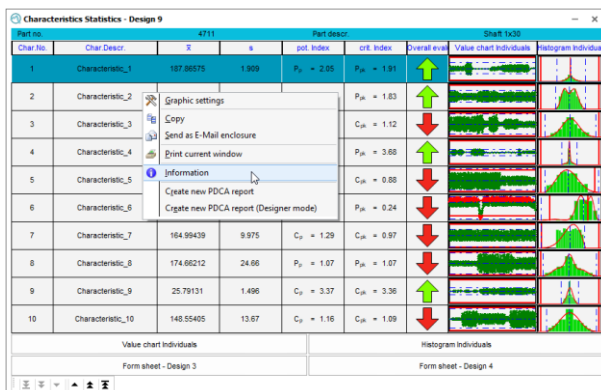 Characteristics Statistics - Design 9
Part no. 4711 Part descr. Shaft 1x30
Char.No. Char.Descr. x̅ s pot. Index crit. Index Overall eval Value chart Individuals Histogram Individual
1 Characteristic_1 187.66575 1.909 Pp = 2.05 Ppk = 1.91
2 Characteristic_2 Ppk = 1.83
3 Characteristic_3 Cpk = 1.12
4 Characteristic_4 Ppk = 3.68
5 Characteristic_5 Cpk = 0.88
6 Characteristic_6 Ppk = 0.24
Graphic settings
Copy
Send as E-Mail enclosure
Print current window
Information
Create new PDCA report
Create new PDCA report (Designer mode)
7 Characteristic_7 164.99439 9.975 Cp = 1.29 Cpk = 0.97
8 Characteristic_8 174.66212 24.66 Pp = 1.07 Ppk = 1.07
9 Characteristic_9 25.79131 1.496 Cp = 3.37 Cpk = 3.36
10 Characteristic_10 148.55405 13.67 Cp = 1.16 Cpk = 1.09
Value chart Individuals Histogram Individuals
Form sheet - Design 3 Form sheet - Design 4